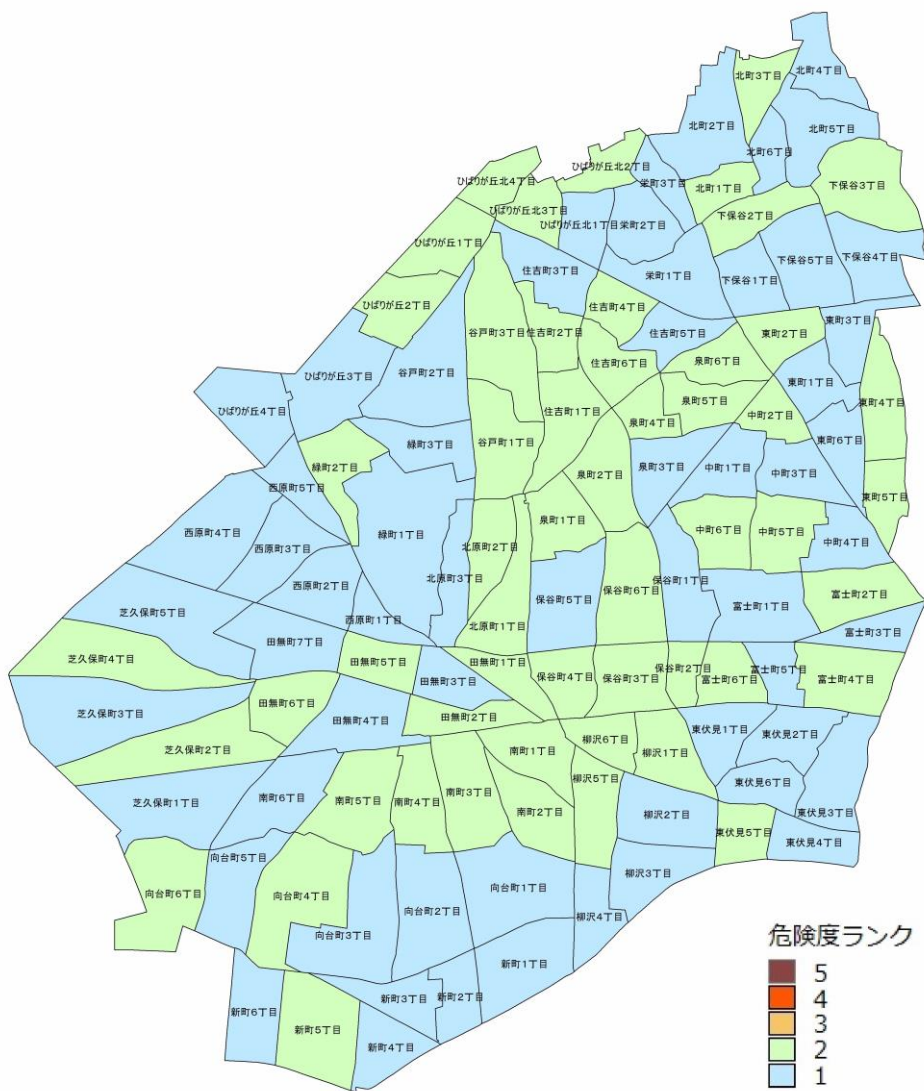 北町4丁目
北町3丁目
北町2丁目
北町5丁目
北町6丁目
ひばりが丘北2丁目
ひばりが丘北4丁目
栄町3丁目
北町1丁目
下保谷3丁目
ひばりが丘北3丁目
下保谷2丁目
ひばりが丘北1丁目
栄町2丁目
ひばりが丘1丁目
下保谷4丁目
下保谷5丁目
住吉町3丁目
栄町1丁目
下保谷1丁目
ひばりが丘2丁目
住吉町4丁目
東町3丁目
谷戸町3丁目
住吉町2丁目
住吉町5丁目
東町2丁目
住吉町6丁目
泉町6丁目
ひばりが丘3丁目
谷戸町2丁目
東町1丁目
泉町5丁目
東町4丁目
ひばりが丘4丁目
住吉町1丁目
中町2丁目
泉町4丁目
谷戸町1丁目
東町6丁目
緑町3丁目
緑町2丁目
泉町3丁目
中町1丁目
泉町2丁目
中町3丁目
西原町5丁目
東町5丁目
泉町1丁目
中町6丁目
中町5丁目
西原町4丁目
緑町1丁目
中町4丁目
西原町3丁目
北原町2丁目
北原町3丁目
保谷町1丁目
西原町2丁目
保谷町6丁目
富士町2丁目
保谷町5丁目
富士町1丁目
芝久保町5丁目
西原町1丁目
北原町1丁目
富士町3丁目
田無町7丁目
芝久保町4丁目
田無町5丁目
田無町1丁目
保谷町2丁目
富士町5丁目
保谷町4丁目
保谷町3丁目
富士町6丁目
富士町4丁目
田無町3丁目
田無町6丁目
芝久保町3丁目
田無町2丁目
田無町4丁目
東伏見1丁目
東伏見2丁目
柳沢6丁目
芝久保町2丁目
南町1丁目
柳沢1丁目
柳沢5丁目
東伏見6丁目
南町3丁目
南町6丁目
南町5丁目
南町4丁目
芝久保町1丁目
南町2丁目
柳沢2丁目
東伏見3丁目
東伏見5丁目
東伏見4丁目
向台町5丁目
柳沢3丁目
向台町1丁目
向台町6丁目
向台町4丁目
向台町2丁目
柳沢4丁目
向台町3丁目
新町1丁目
新町3丁目
新町2丁目
新町6丁目
新町5丁目
新町4丁目
危険度ランク
5
4
3
2
1